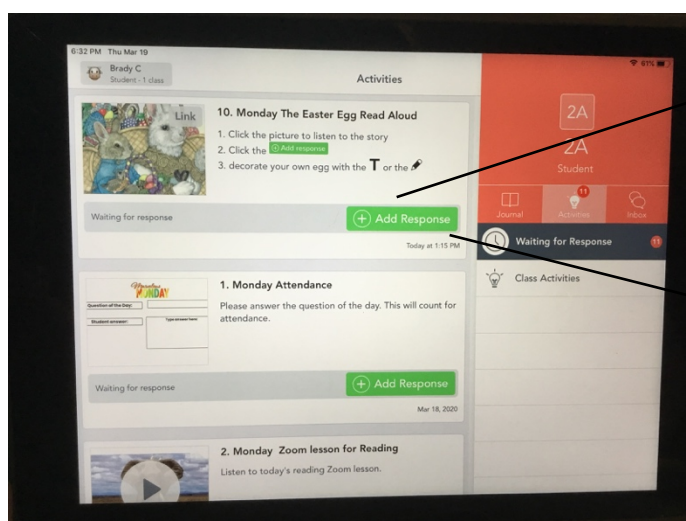 6:32 PM Thu Mar 19
61%
Brady C
Student - 1 class
Activities
Link
10. Monday The Easter Egg Read Aloud
1. Click the picture to listen to the story
2. Click the + Add response
3. decorate your own egg with the T or the
Waiting for response
+ Add Response
Today at 1:15 PM
1. Monday Attendance
Please answer the question of the day. This will count for
attendance.
MONDAY
Question of the Day:
Student answer:
Type answer here:
Waiting for response
+ Add Response
Mar 18, 2020
2. Monday Zoom lesson for Reading
Listen to today's reading Zoom lesson.
2A
2A
Student
11
Journal
Activities
Inbox
Waiting for Response
11
Class Activities